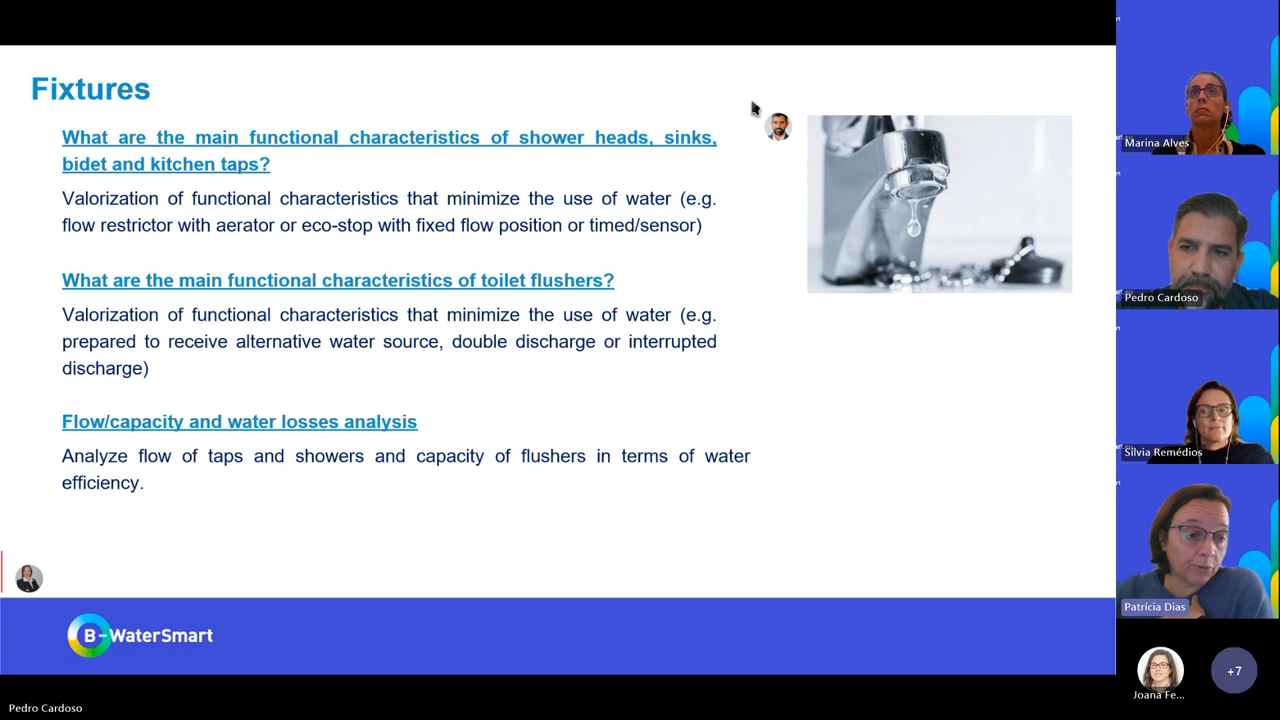 Fixtures
What are the main functional characteristics of shower heads, sinks,
bidet and kitchen taps?
Valorization of functional characteristics that minimize the use of water (e.g.
flow restrictor with aerator or eco-stop with fixed flow position or timed/sensor)
What are the main functional characteristics of toilet flushers?
Valorization of functional characteristics that minimize the use of water (e.g.
prepared to receive alternative water source, double discharge or interrupted
discharge)
Flow/capacity and water losses analysis
Analyze flow of taps and showers and capacity of flushers in terms of water
efficiency.
B-WaterSmart
Pedro Cardoso
Marina Alves
Pedro Cardoso
Sílvia Remédios
Patrícia Dias
Joana Fe...
+7